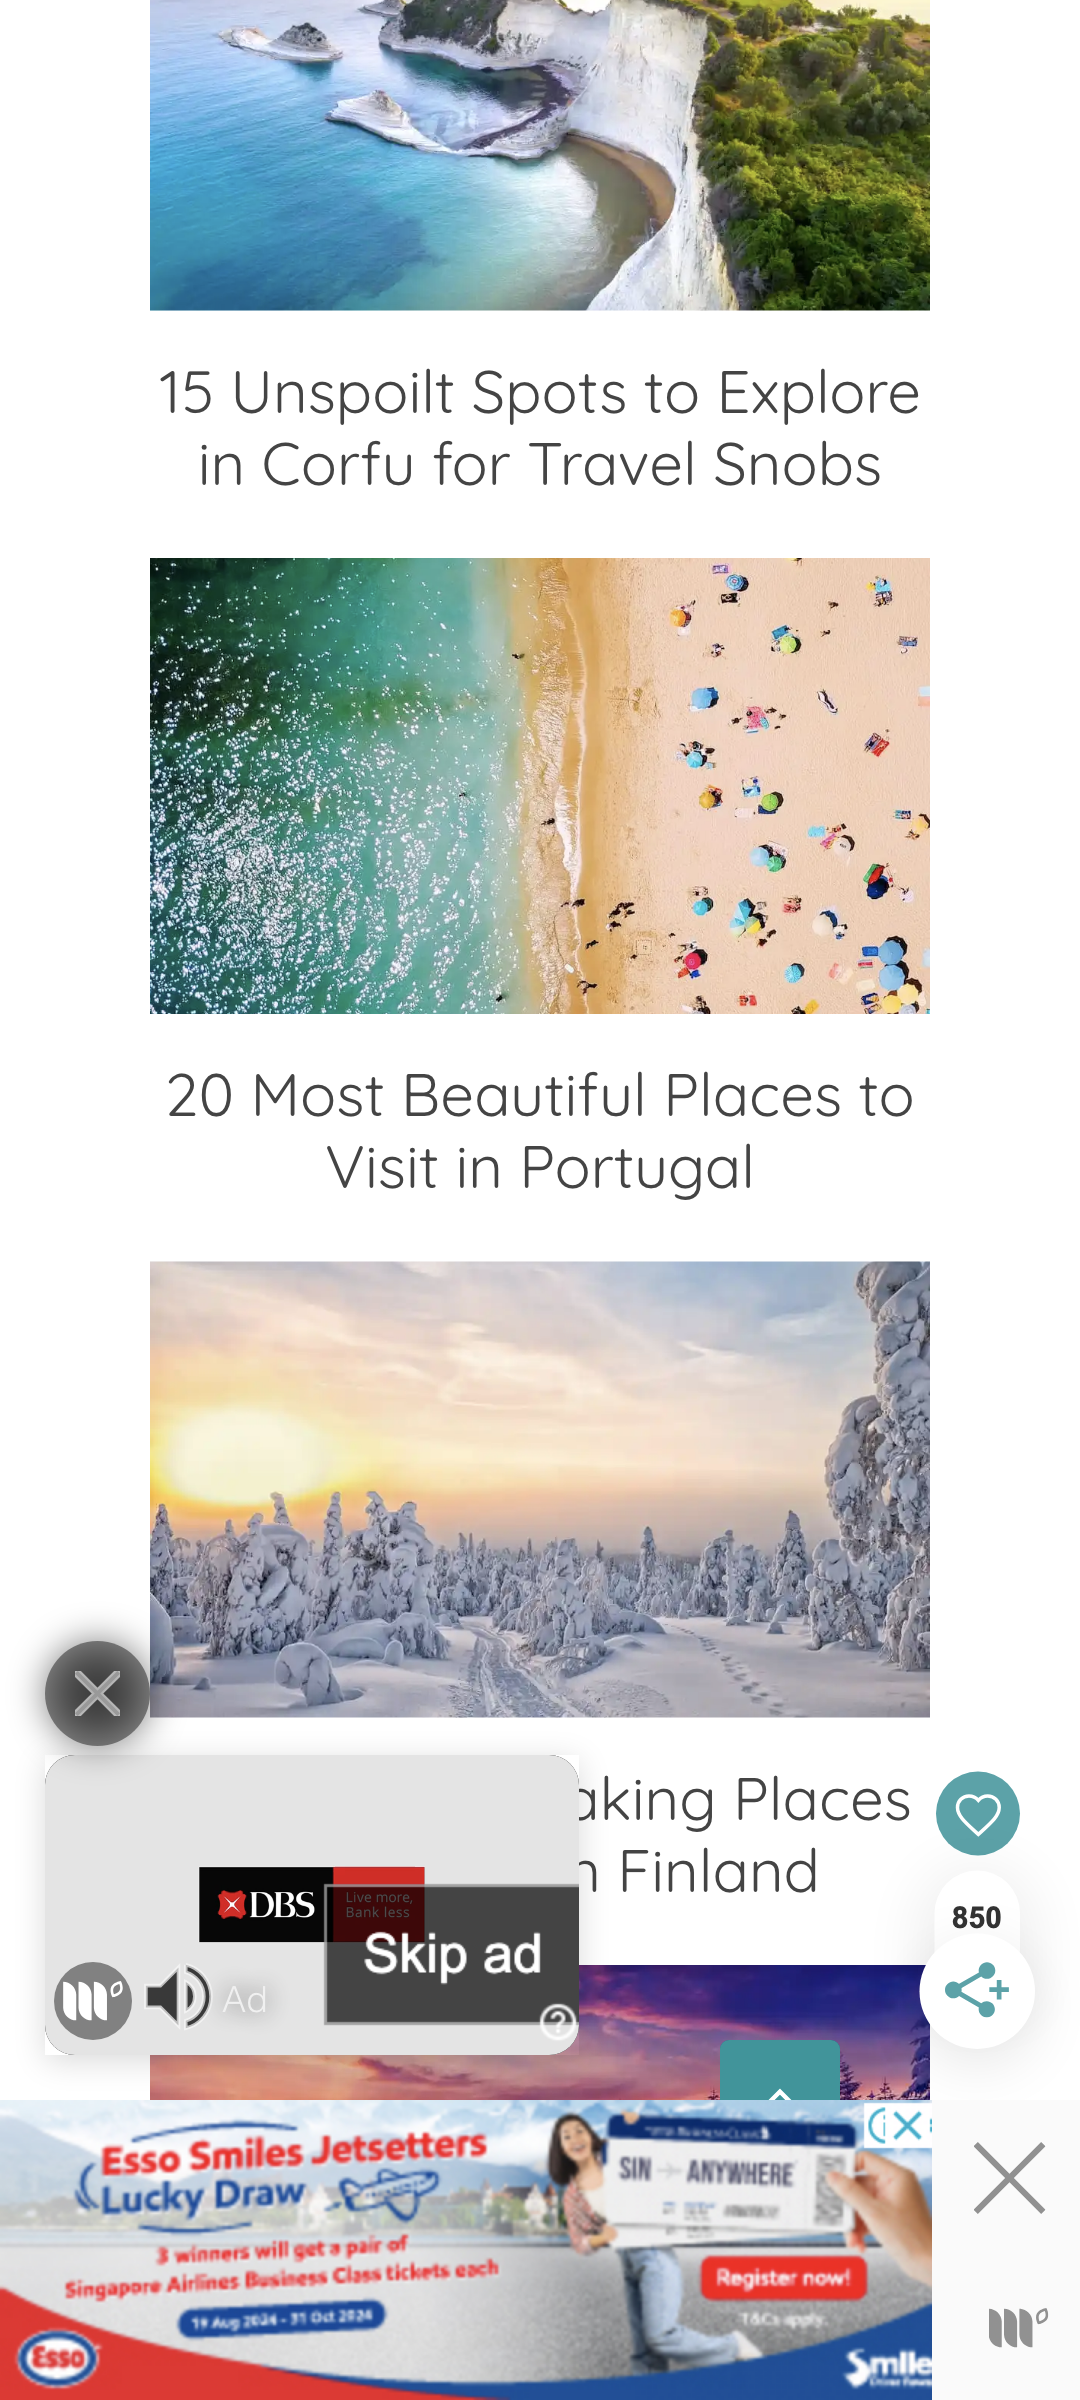 15 Unspoilt Spots to Explore
in Corfu for Travel Snobs
20 Most Beautiful Places to
Visit in Portugal
aking Places
n Finland
DBS
Live more,
Bank less
Skip ad
Ad
850
Esso Smiles Jetsetters
Lucky Draw
3 winners will get a pair of
Singapore Airlines Business Class tickets each
19 Aug 2024 - 31 Oct 2024
Esso
SIN ANYWHERE
Register now!
T&Cs apply.
Smile